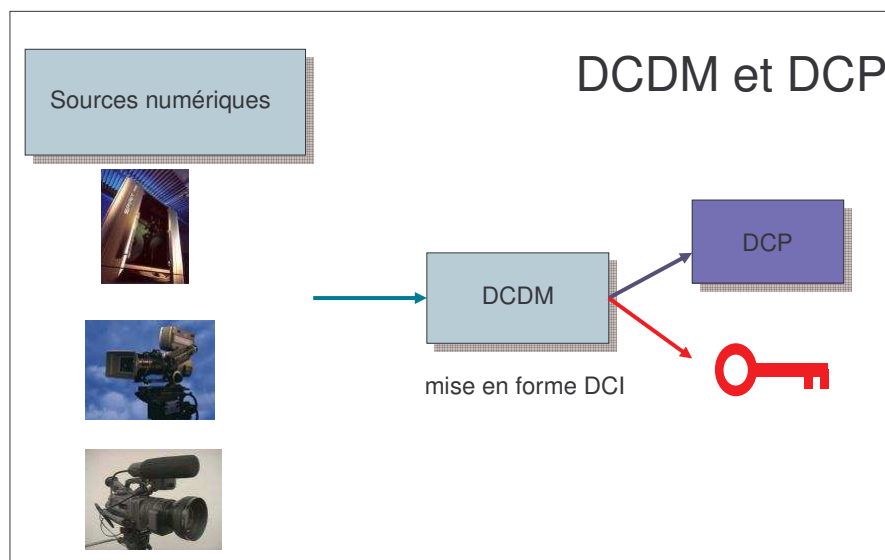 DCDM et DCP
Sources numériques
DCP
DCDM
mise en forme DCI